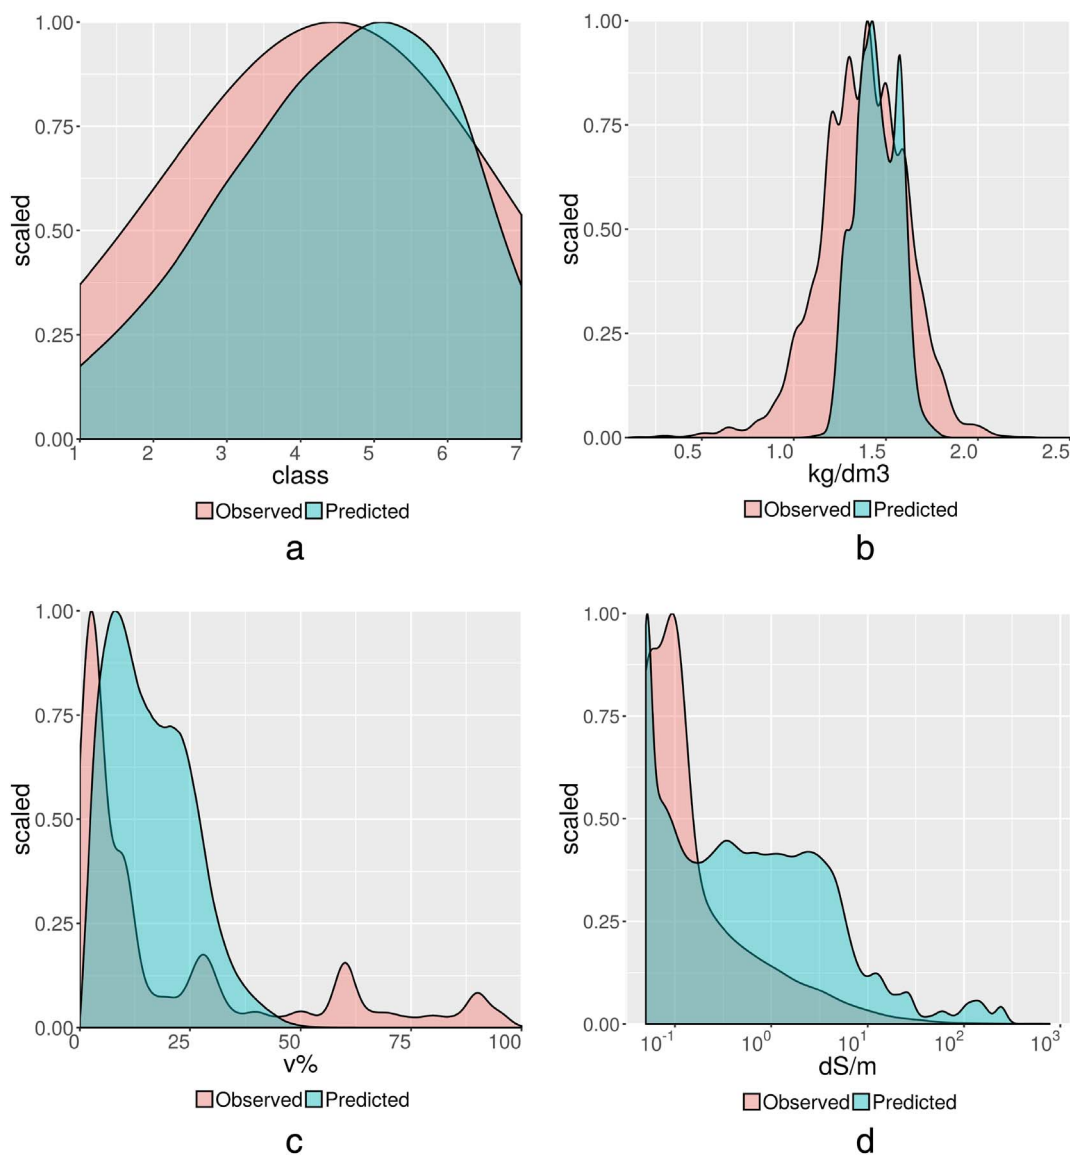 1.00
0.75
0.50
0.25
0.00
scaled
1 2 3 4 5 6 7
class
Observed Predicted
a
1.00
0.75
0.50
0.25
0.00
scaled
0.5 1.0 1.5 2.0 2.5
kg/dm3
Observed Predicted
b
1.00
0.75
0.50
0.25
0.00
scaled
0 25 50 75 100
v%
Observed Predicted
c
1.00
0.75
0.50
0.25
0.00
scaled
10⁻¹ 10⁰ 10¹ 10² 10³
dS/m
Observed Predicted
d